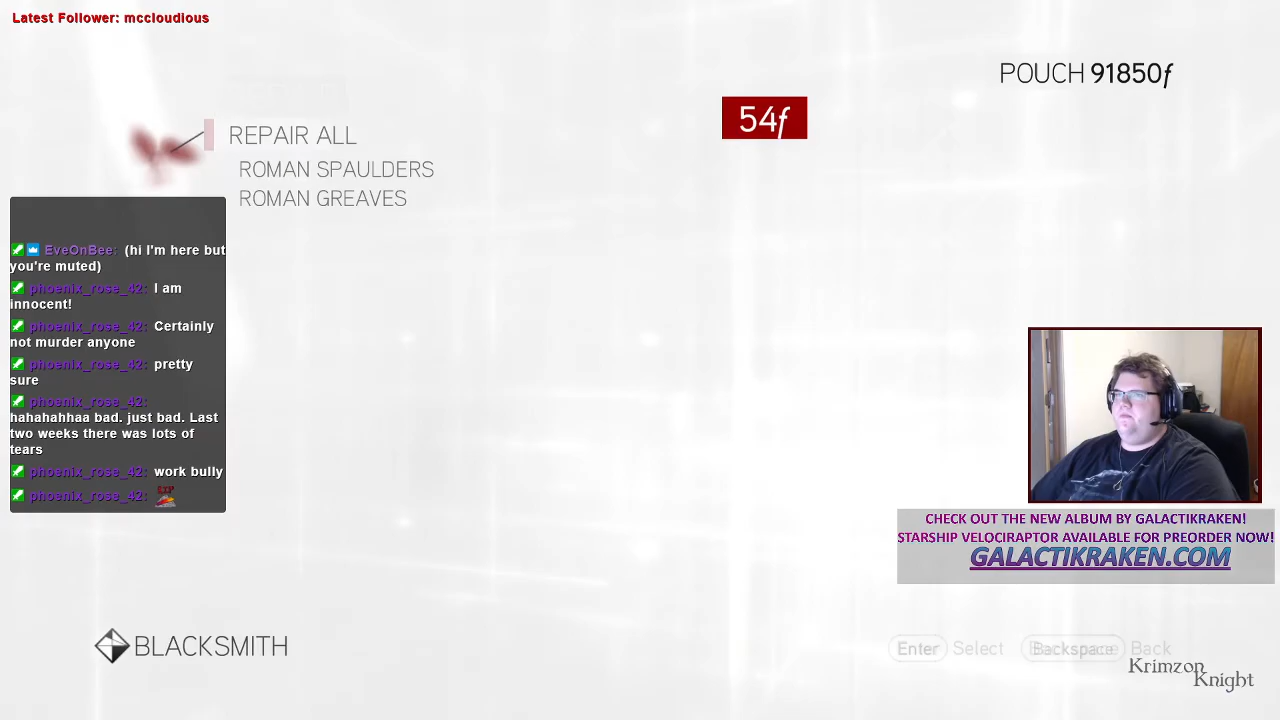 Latest Follower: mccloudious
POUCH 91850f
54f
REPAIR ALL
ROMAN SPAULDERS
ROMAN GREAVES
EveOnBee: (hi I'm here but
you're muted)
phoenix_rose_42: I am
innocent!
phoenix_rose_42: Certainly
not murder anyone
phoenix_rose_42: pretty
sure
phoenix_rose_42:
hahahahhaa bad. just bad. Last
two weeks there was lots of
tears
phoenix_rose_42: work bully
phoenix_rose_42:
CHECK OUT THE NEW ALBUM BY GALACTIKRAKEN!
STARSHIP VELOCIRAPTOR AVAILABLE FOR PREORDER NOW!
GALACTIKRAKEN.COM
BLACKSMITH
Enter Select Backspace Back
Krimzon
Knight